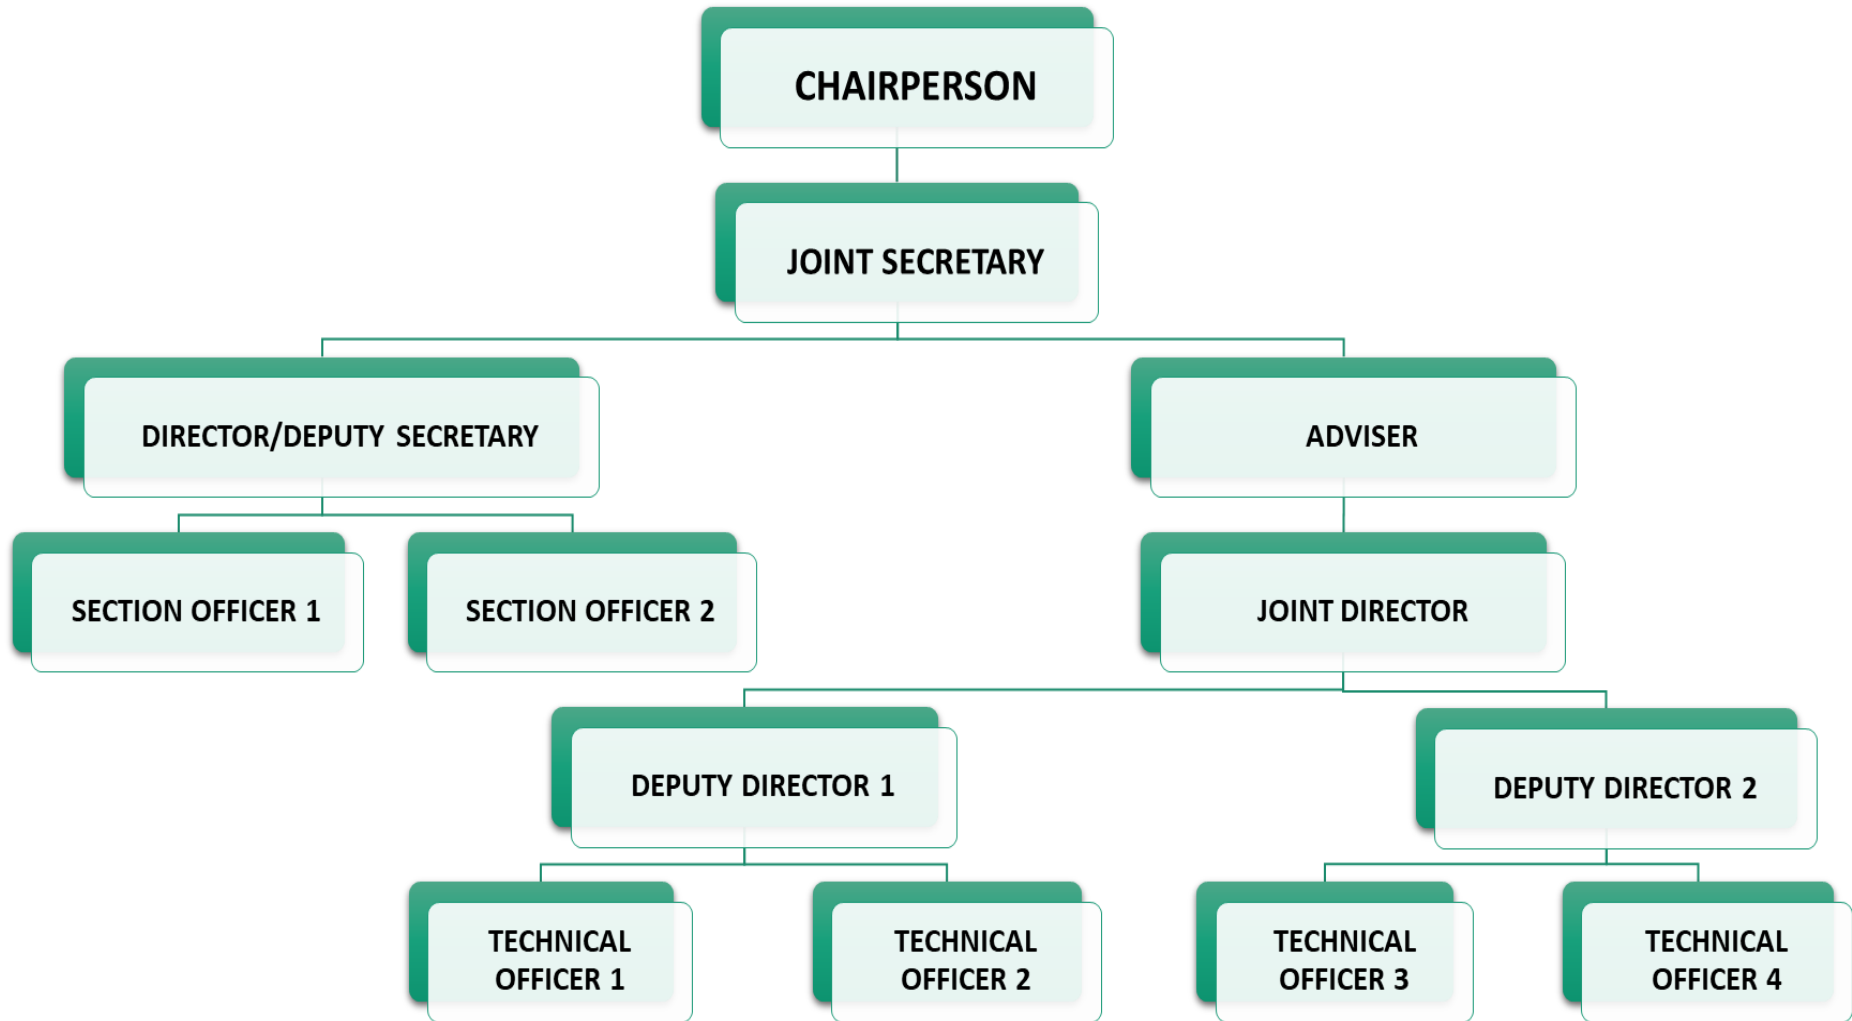 CHAIRPERSON
JOINT SECRETARY
DIRECTOR/DEPUTY SECRETARY
ADVISER
SECTION OFFICER 1
SECTION OFFICER 2
JOINT DIRECTOR
DEPUTY DIRECTOR 1
DEPUTY DIRECTOR 2
TECHNICAL
OFFICER 1
TECHNICAL
OFFICER 2
TECHNICAL
OFFICER 3
TECHNICAL
OFFICER 4